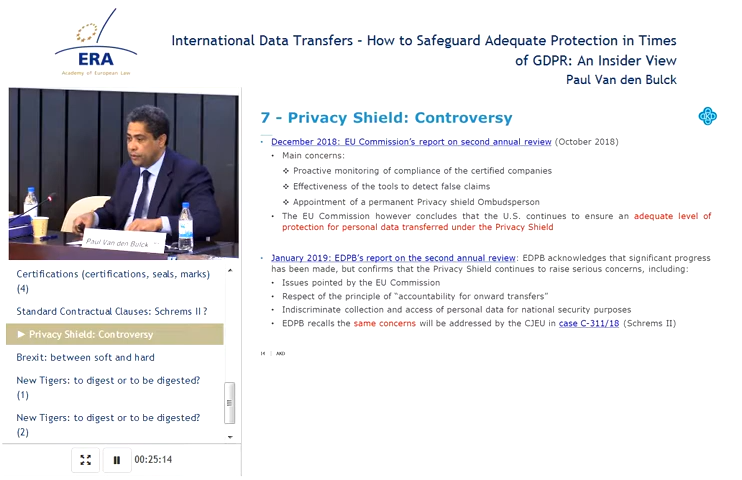 ERA
Academy of European Law
International Data Transfers – How to Safeguard Adequate Protection in Times
of GDPR: An Insider View
Paul Van den Bulck
Paul Van den Bulck
7 - Privacy Shield: Controversy
• December 2018: EU Commission's report on second annual review (October 2018)
• Main concerns:
❖ Proactive monitoring of compliance of the certified companies
❖ Effectiveness of the tools to detect false claims
❖ Appointment of a permanent Privacy shield Ombudsperson
• The EU Commission however concludes that the U.S. continues to ensure an adequate level of
protection for personal data transferred under the Privacy Shield
• January 2019: EDPB's report on the second annual review: EDPB acknowledges that significant progress
has been made, but confirms that the Privacy Shield continues to raise serious concerns, including:
• Issues pointed by the EU Commission
• Respect of the principle of "accountability for onward transfers"
• Indiscriminate collection and access of personal data for national security purposes
• EDPB recalls the same concerns will be addressed by the CJEU in case C-311/18 (Schrems II)
14 | AKD
Certifications (certifications, seals, marks)
(4)
Standard Contractual Clauses: Schrems II ?
► Privacy Shield: Controversy
Brexit: between soft and hard
New Tigers: to digest or to be digested?
(1)
New Tigers: to digest or to be digested?
(2)
00:25:14